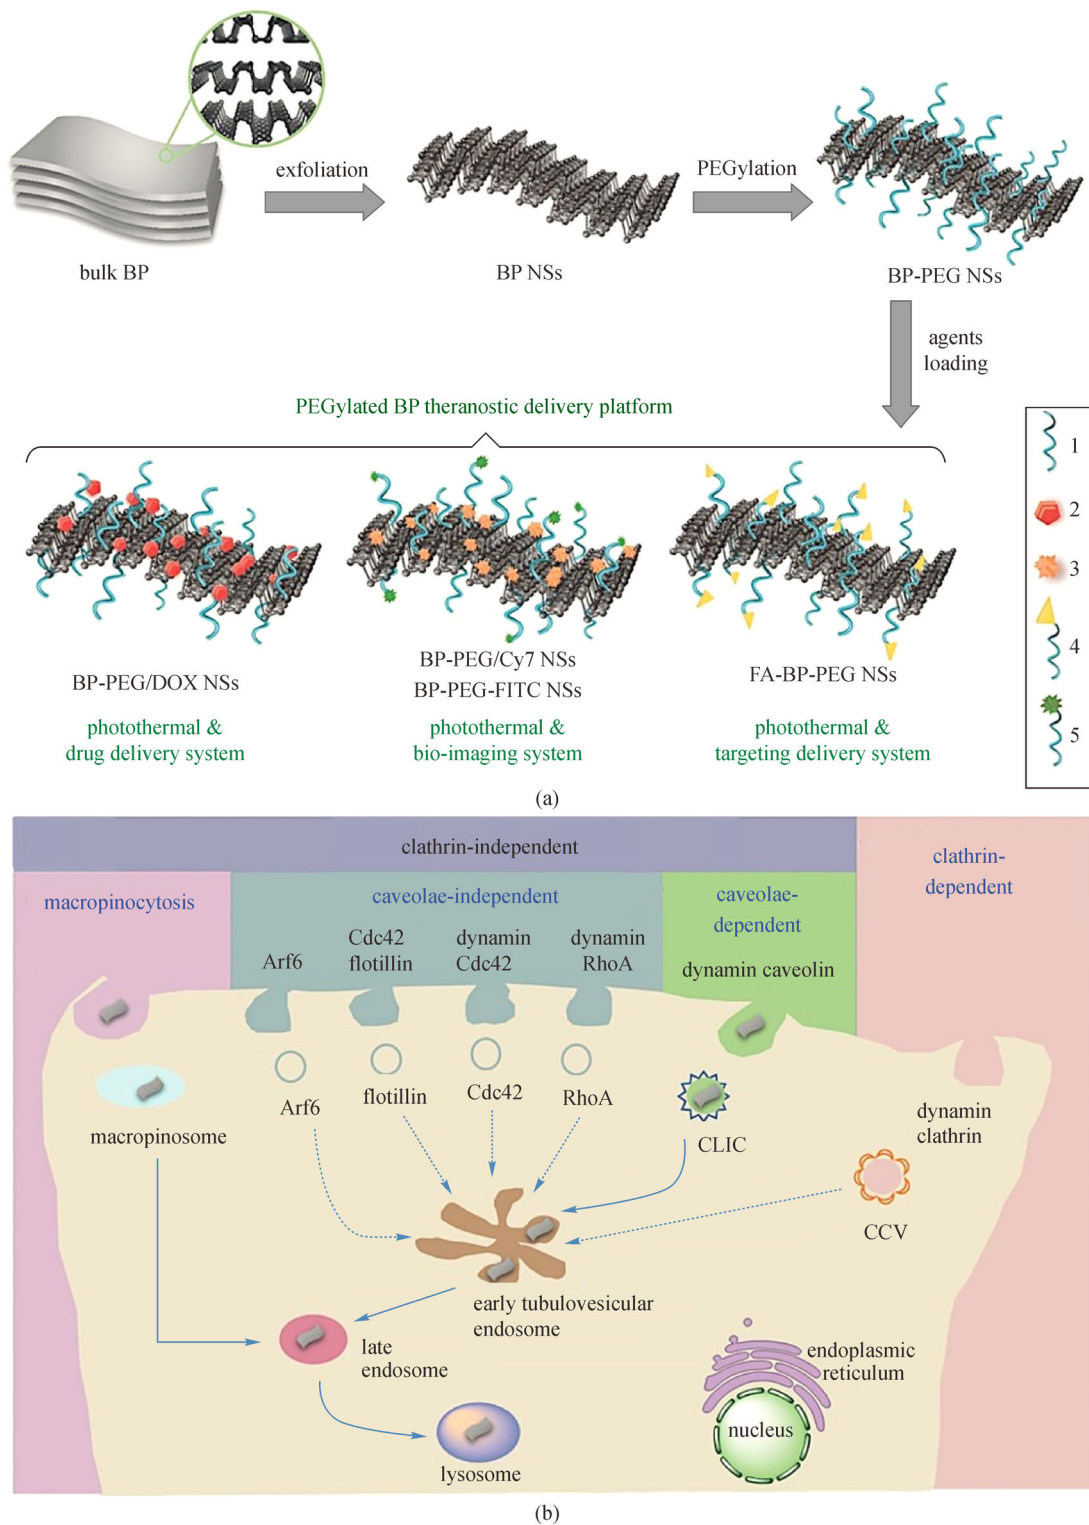 exfoliation
PEGylation
bulk BP
BP NSs
BP-PEG NSs
agents
loading
PEGylated BP theranostic delivery platform
BP-PEG/DOX NSs
photothermal &
drug delivery system
BP-PEG/Cy7 NSs
BP-PEG-FITC NSs
photothermal &
bio-imaging system
FA-BP-PEG NSs
photothermal &
targeting delivery system
1
2
3
4
5
(a)
clathrin-independent
clathrin-
dependent
macropinocytosis
caveolae-independent
caveolae-
dependent
Arf6
Cdc42
flotillin
dynamin
Cdc42
dynamin
RhoA
dynamin caveolin
macropinosome
Arf6
flotillin
Cdc42
RhoA
CLIC
dynamin
clathrin
CCV
early tubulovesicular
endosome
late
endosome
lysosome
endoplasmic
reticulum
nucleus
(b)